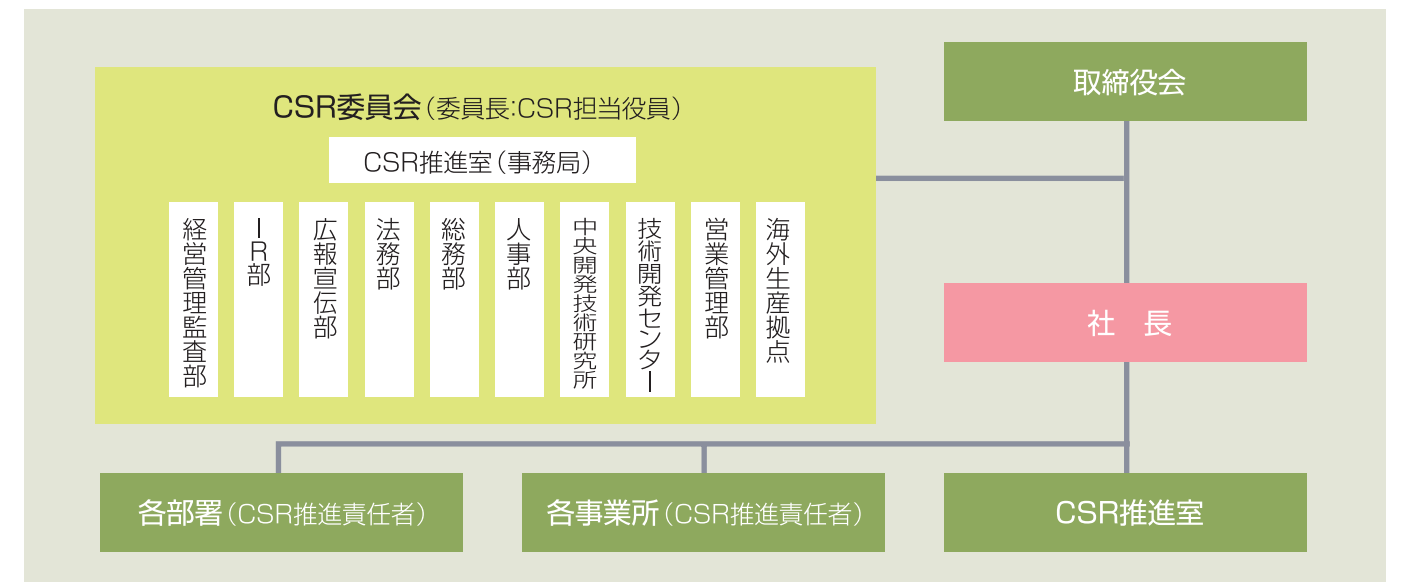 取締役会
CSR委員会（委員長：CSR担当役員）
CSR推進室（事務局）
経営管理監査部
IR部
広報宣伝部
法務部
総務部
人事部
中央開発技術研究所
技術開発センター
営業管理部
海外生産拠点
社　長
各部署（CSR推進責任者）
各事業所（CSR推進責任者）
CSR推進室